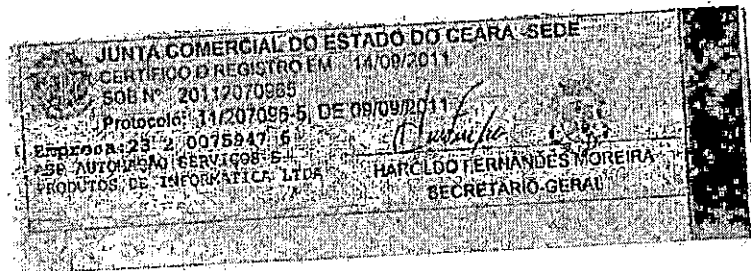 JUNTA COMERCIAL DO ESTADO DO CEARA SEDE
CERTIFICO O REGISTRO EM 14/09/2011
SOB Nº 20112070965
Protocolo: 11/207096-5, DE 09/09/2011
Empresa: 23 2 0075947 6
AUTOMAÇÃO SERVIÇOS E
PRODUTOS DE INFORMÁTICA LTDA
HAROLDO FERNANDES MOREIRA
SECRETÁRIO-GERAL